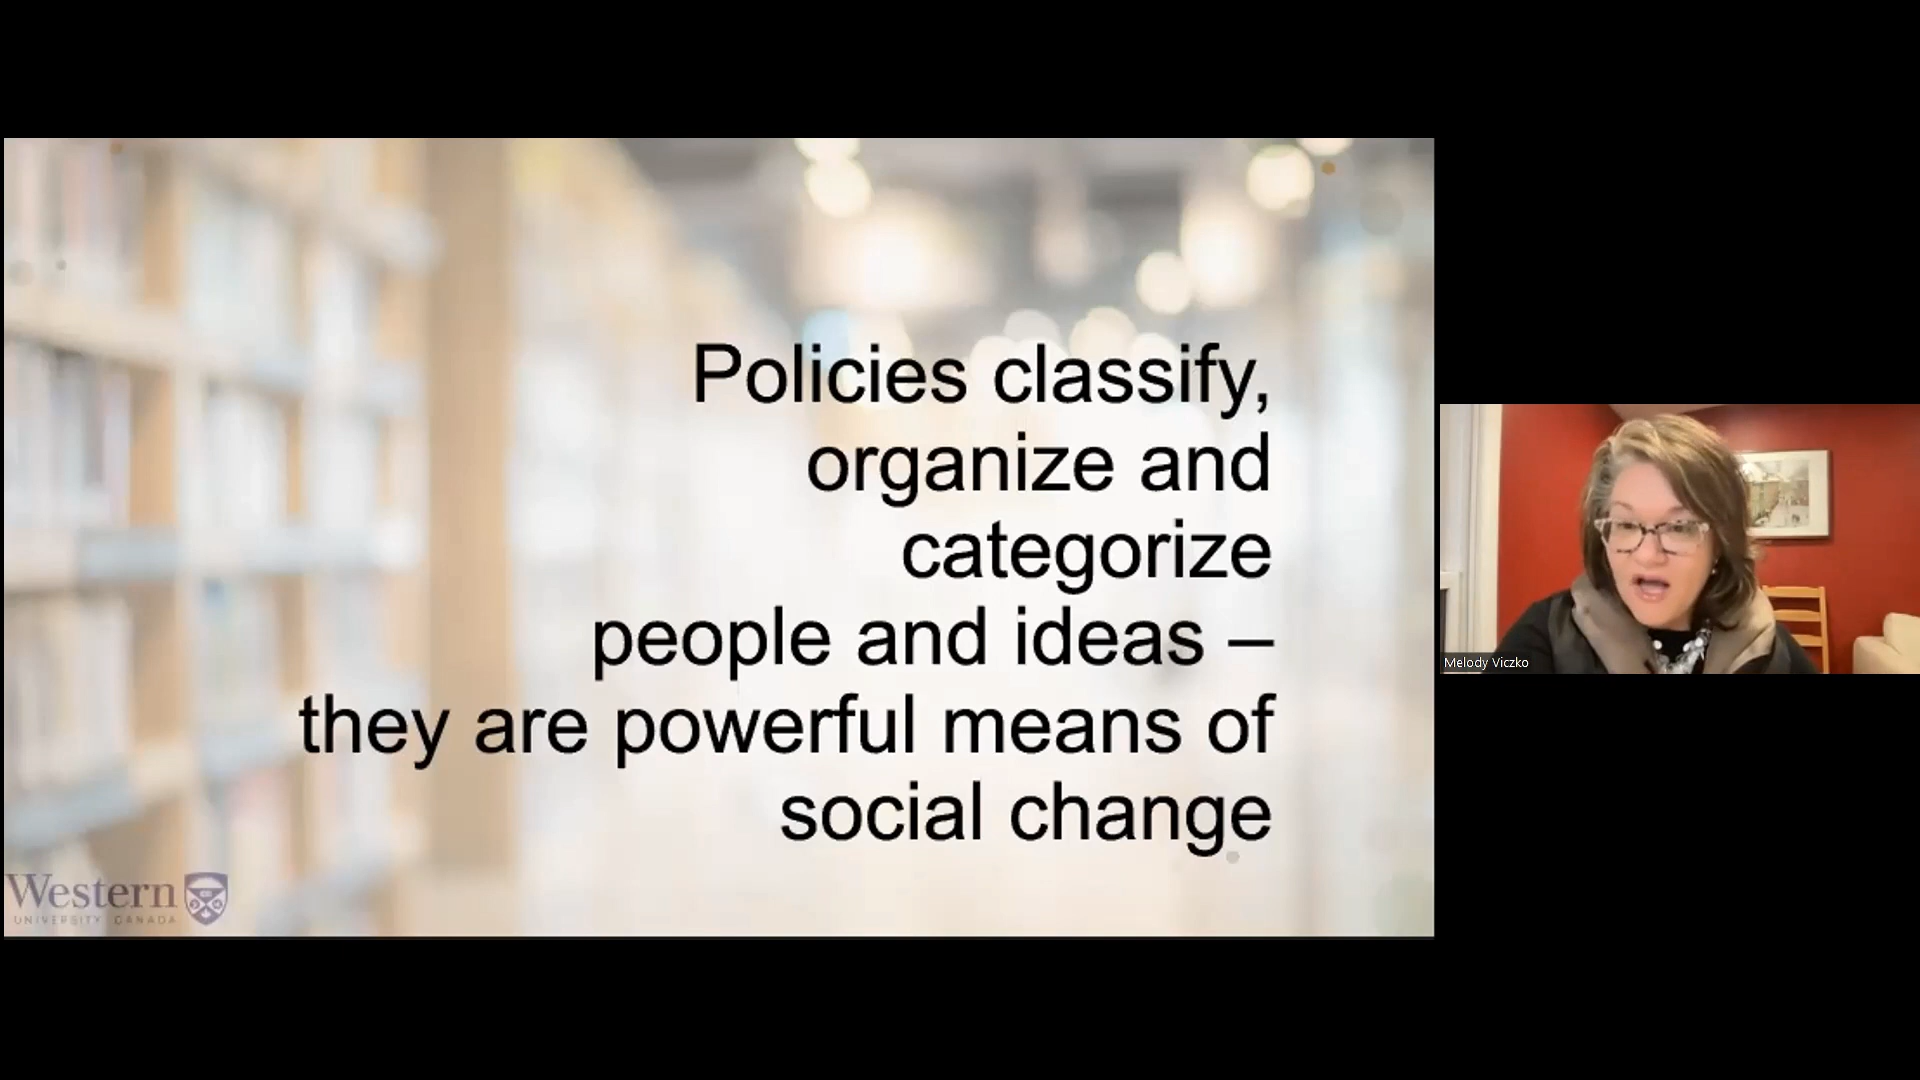 Policies classify,
organize and
categorize
people and ideas –
they are powerful means of
social change
Western
UNIVERSITY CANADA
Melody Viczko